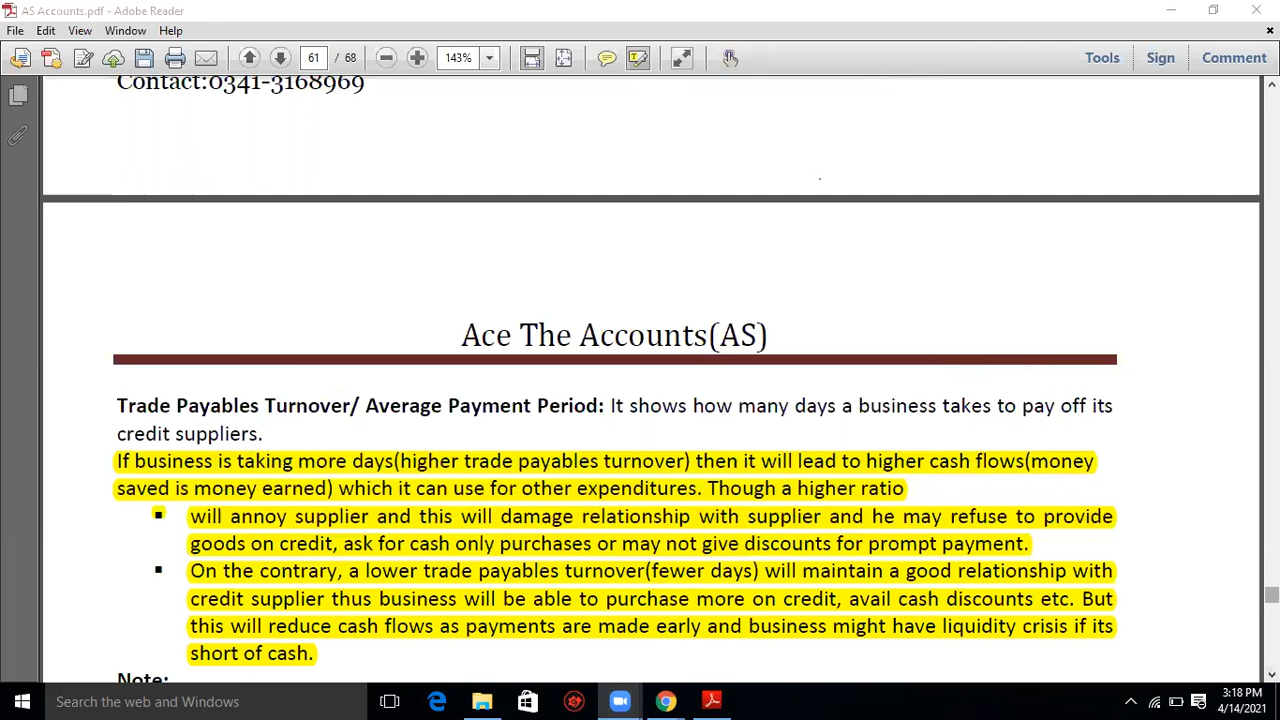 AS Accounts.pdf - Adobe Reader
File Edit View Window Help
61 / 68 143% Tools Sign Comment
Contact:0341-3168969
Ace The Accounts(AS)
Trade Payables Turnover/ Average Payment Period: It shows how many days a business takes to pay off its
credit suppliers.
If business is taking more days(higher trade payables turnover) then it will lead to higher cash flows(money
saved is money earned) which it can use for other expenditures. Though a higher ratio
▪ will annoy supplier and this will damage relationship with supplier and he may refuse to provide
goods on credit, ask for cash only purchases or may not give discounts for prompt payment.
▪ On the contrary, a lower trade payables turnover(fewer days) will maintain a good relationship with
credit supplier thus business will be able to purchase more on credit, avail cash discounts etc. But
this will reduce cash flows as payments are made early and business might have liquidity crisis if its
short of cash.
Note:
Search the web and Windows
3:18 PM
4/14/2021